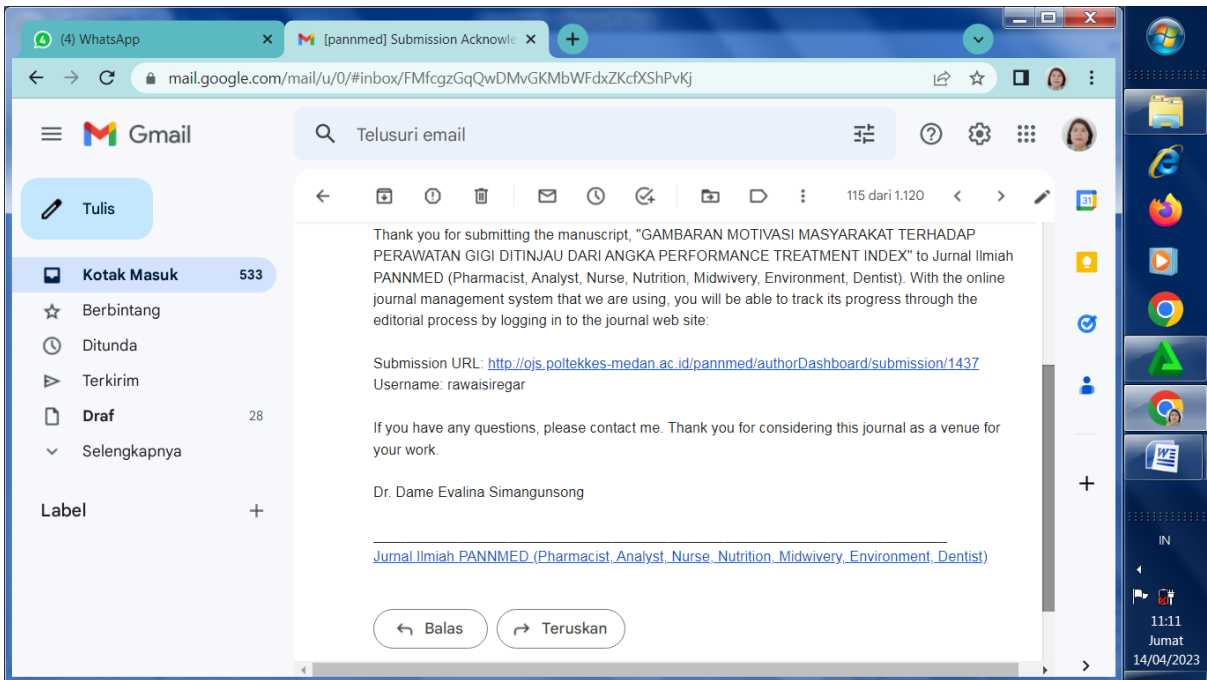 (4) WhatsApp
[pannmed] Submission Acknowle
mail.google.com/mail/u/0/#inbox/FMfcgzGqQwDMvGKMbWFdxZKcfXShPvKj
Gmail
Telusuri email
Tulis
115 dari 1.120
31
Kotak Masuk 533
Berbintang
Ditunda
Terkirim
Draf 28
Selengkapnya
Label
Thank you for submitting the manuscript, "GAMBARAN MOTIVASI MASYARAKAT TERHADAP
PERAWATAN GIGI DITINJAU DARI ANGKA PERFORMANCE TREATMENT INDEX" to Jurnal Ilmiah
PANNMED (Pharmacist, Analyst, Nurse, Nutrition, Midwivery, Environment, Dentist). With the online
journal management system that we are using, you will be able to track its progress through the
editorial process by logging in to the journal web site:
Submission URL: http://ojs.poltekkes-medan.ac.id/pannmed/authorDashboard/submission/1437
Username: rawaisiregar
If you have any questions, please contact me. Thank you for considering this journal as a venue for
your work.
Dr. Dame Evalina Simangunsong
Jurnal Ilmiah PANNMED (Pharmacist, Analyst, Nurse, Nutrition, Midwivery, Environment, Dentist)
Balas
Teruskan
IN
11:11
Jumat
14/04/2023